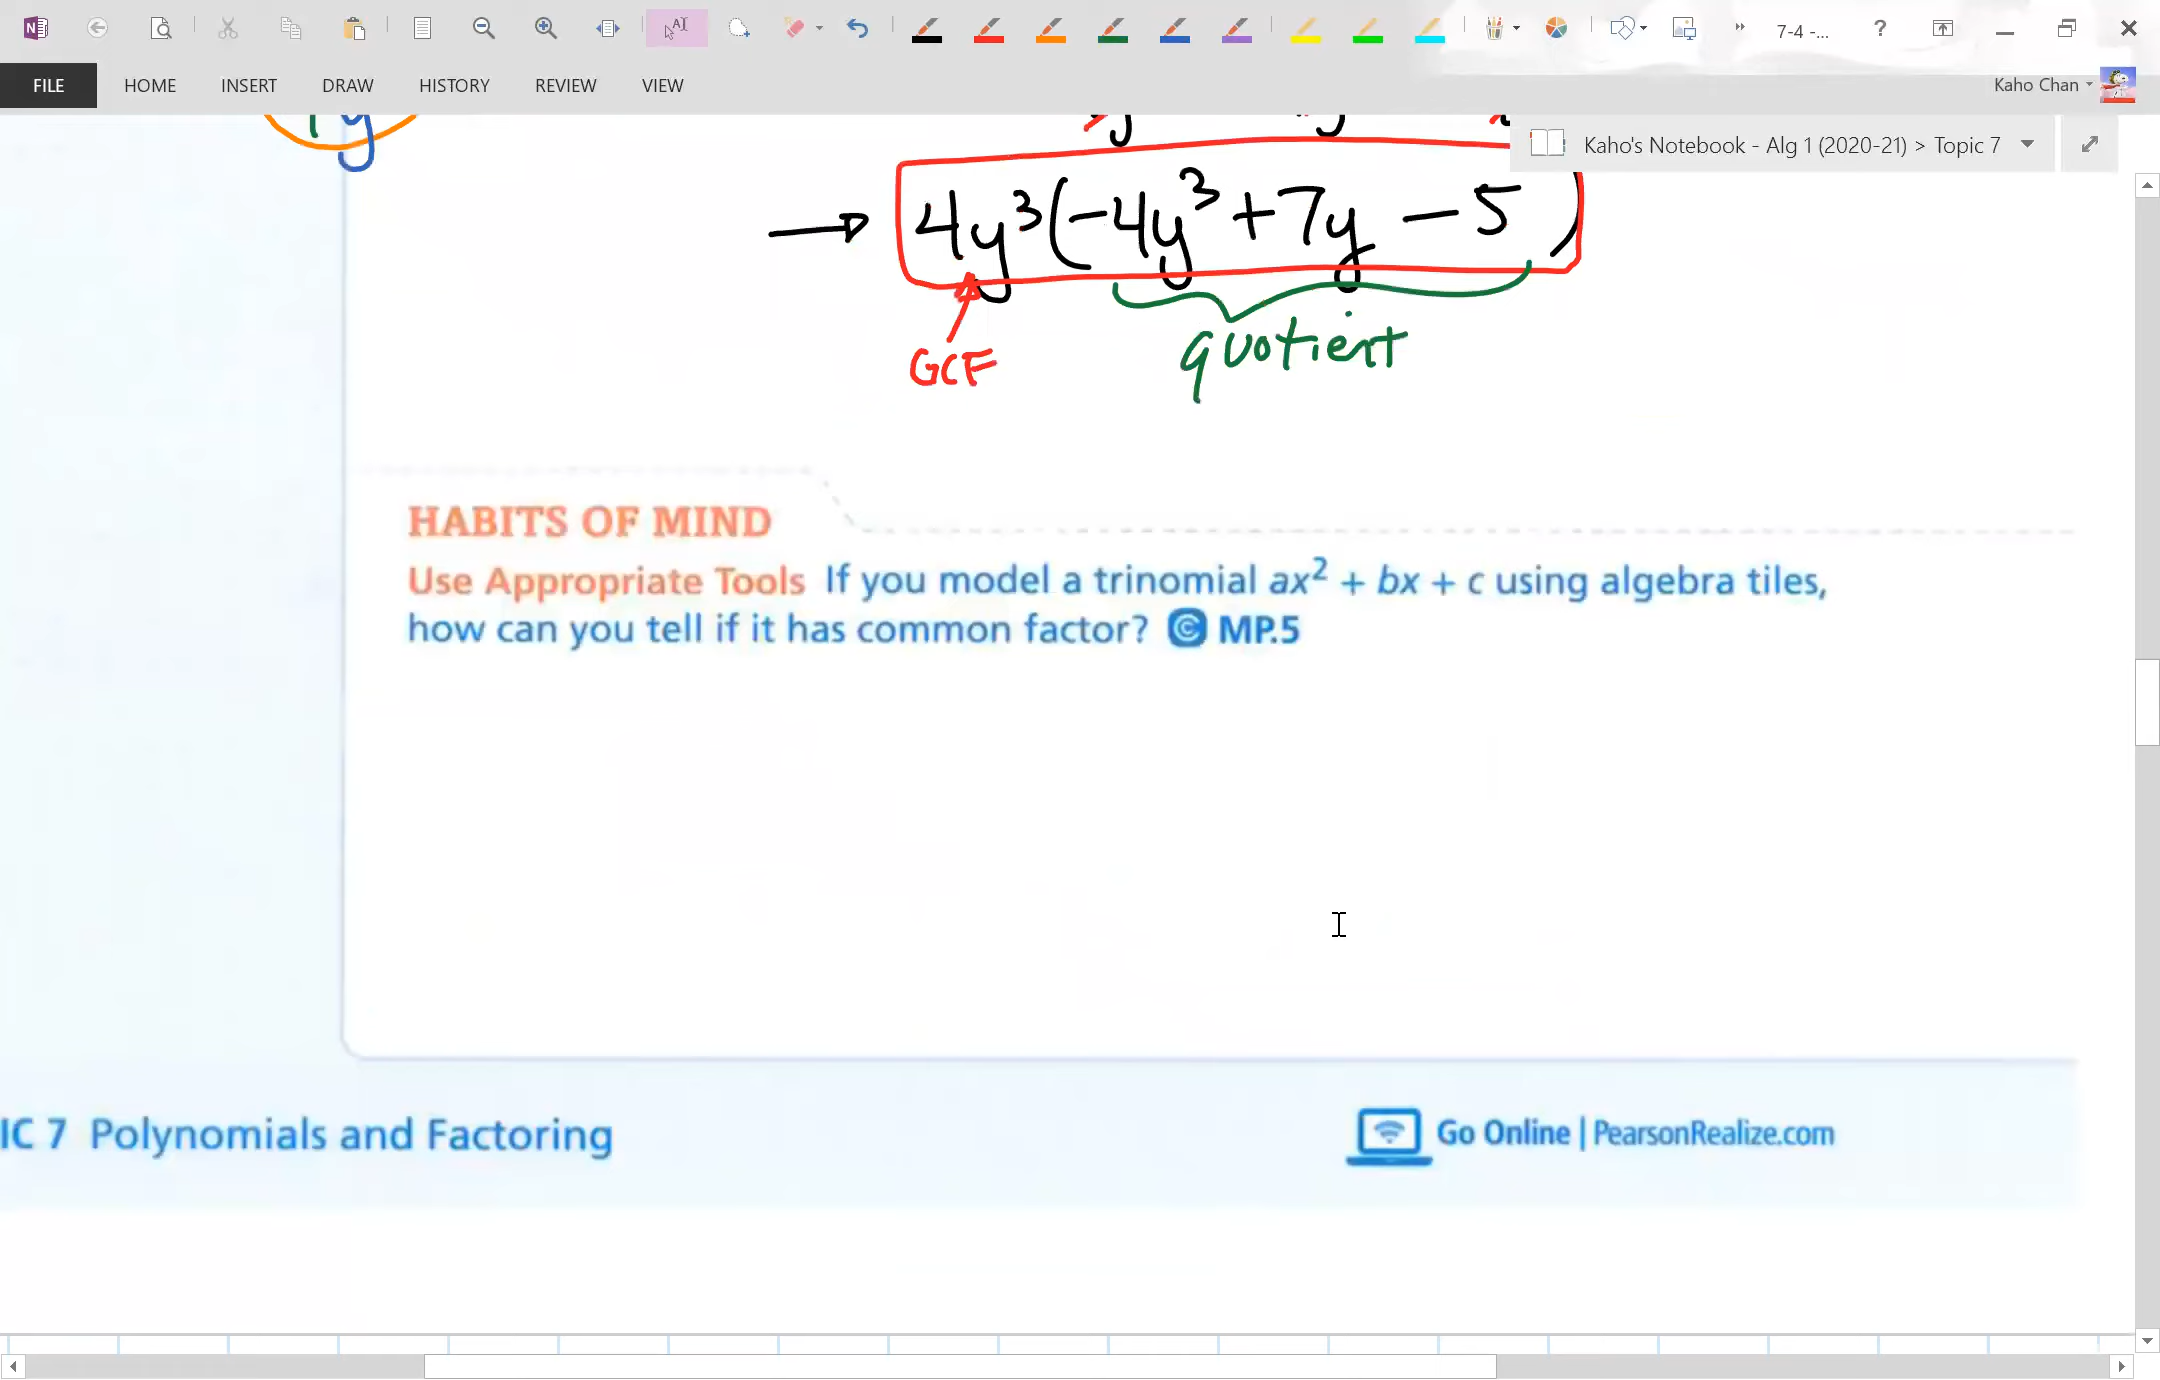 7-4 -...
?
FILE HOME INSERT DRAW HISTORY REVIEW VIEW
Kaho Chan
Kaho's Notebook - Alg 1 (2020-21) > Topic 7
4y³(-4y³ + 7y - 5)
GCF
quotient
HABITS OF MIND
Use Appropriate Tools If you model a trinomial ax² + bx + c using algebra tiles,
how can you tell if it has common factor? © MP.5
IC 7 Polynomials and Factoring
Go Online | PearsonRealize.com